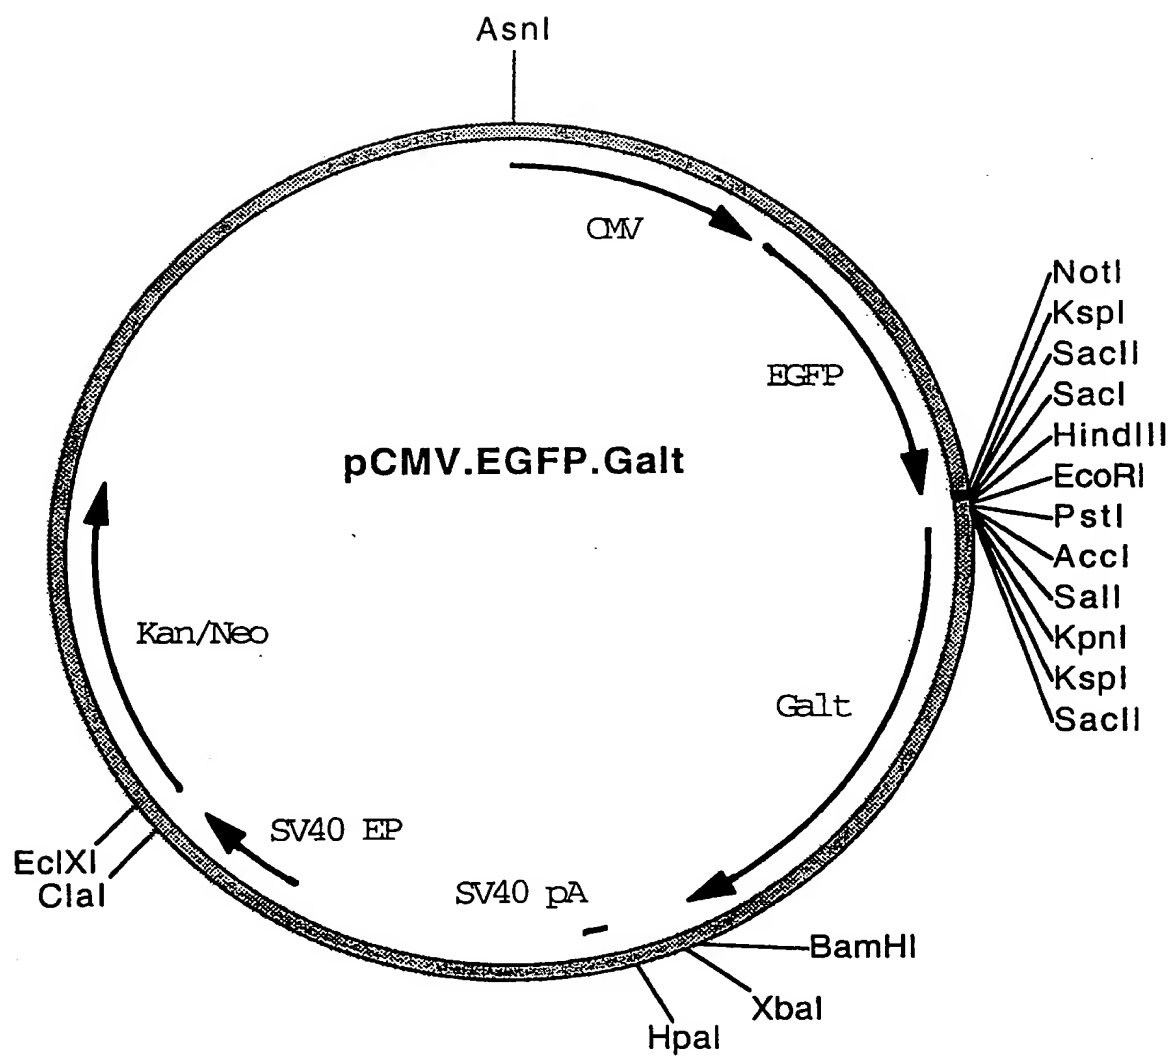 AsnI
CMV
NotI
KspI
SacII
SacI
EGFP
HindIII
pCMV.EGFP.Galt
EcoRI
PstI
AccI
SalI
Kan/Neo
KpnI
KspI
Galt
SacII
SV40 EP
EclXI
ClaI
SV40 pA
BamHI
XbaI
HpaI